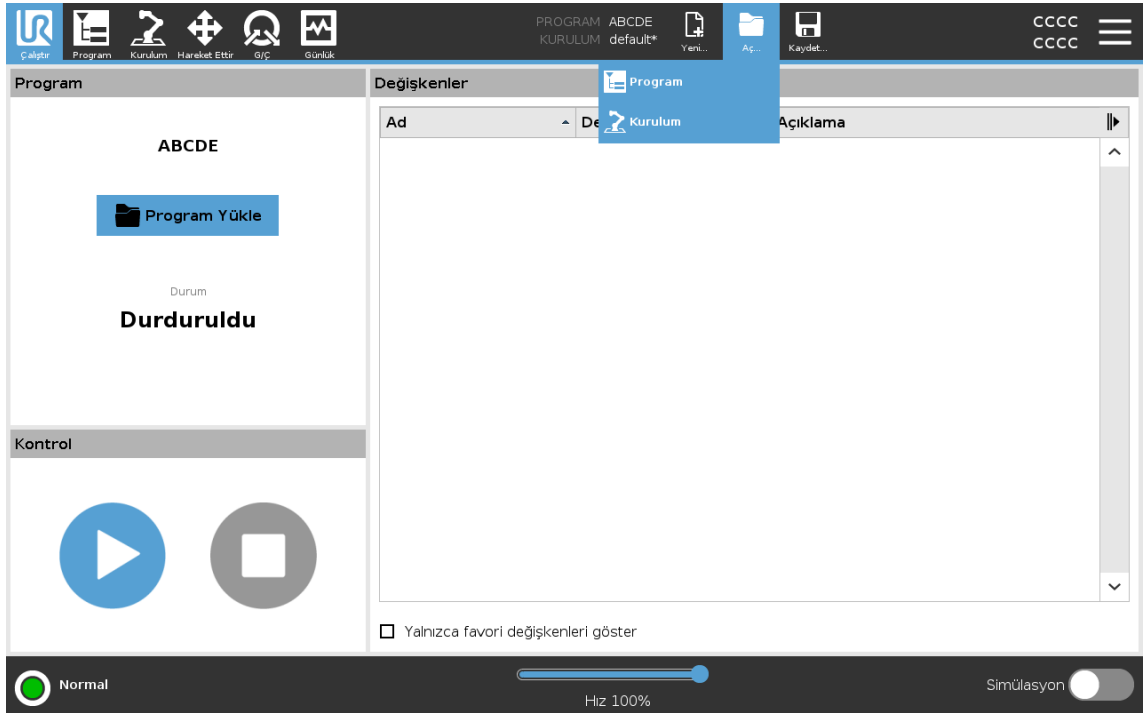 PROGRAM ABCDE
KURULUM default*
CCCC
CCCC
Çalıştır
Program
Kurulum
Hareket Ettir
G/Ç
Günlük
Yeni...
Aç...
Kaydet...
Program
Kurulum
Program
Değişkenler
Ad
De
Açıklama
ABCDE
Program Yükle
Durum
Durduruldu
Kontrol
Yalnızca favori değişkenleri göster
Normal
Hız 100%
Simülasyon